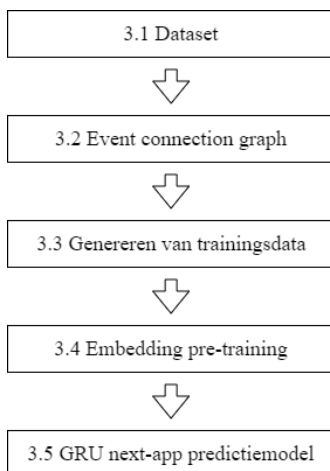 3.1 Dataset
3.2 Event connection graph
3.3 Genereren van trainingsdata
3.4 Embedding pre-training
3.5 GRU next-app predictiemodel